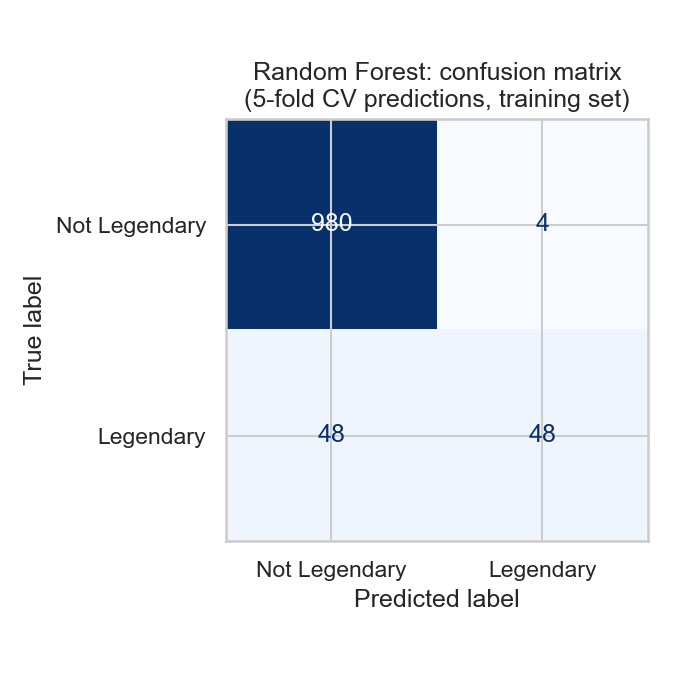 Random Forest: confusion matrix
(5-fold CV predictions, training set)
Not Legendary
980
4
True label
Legendary
48
48
Not Legendary
Legendary
Predicted label